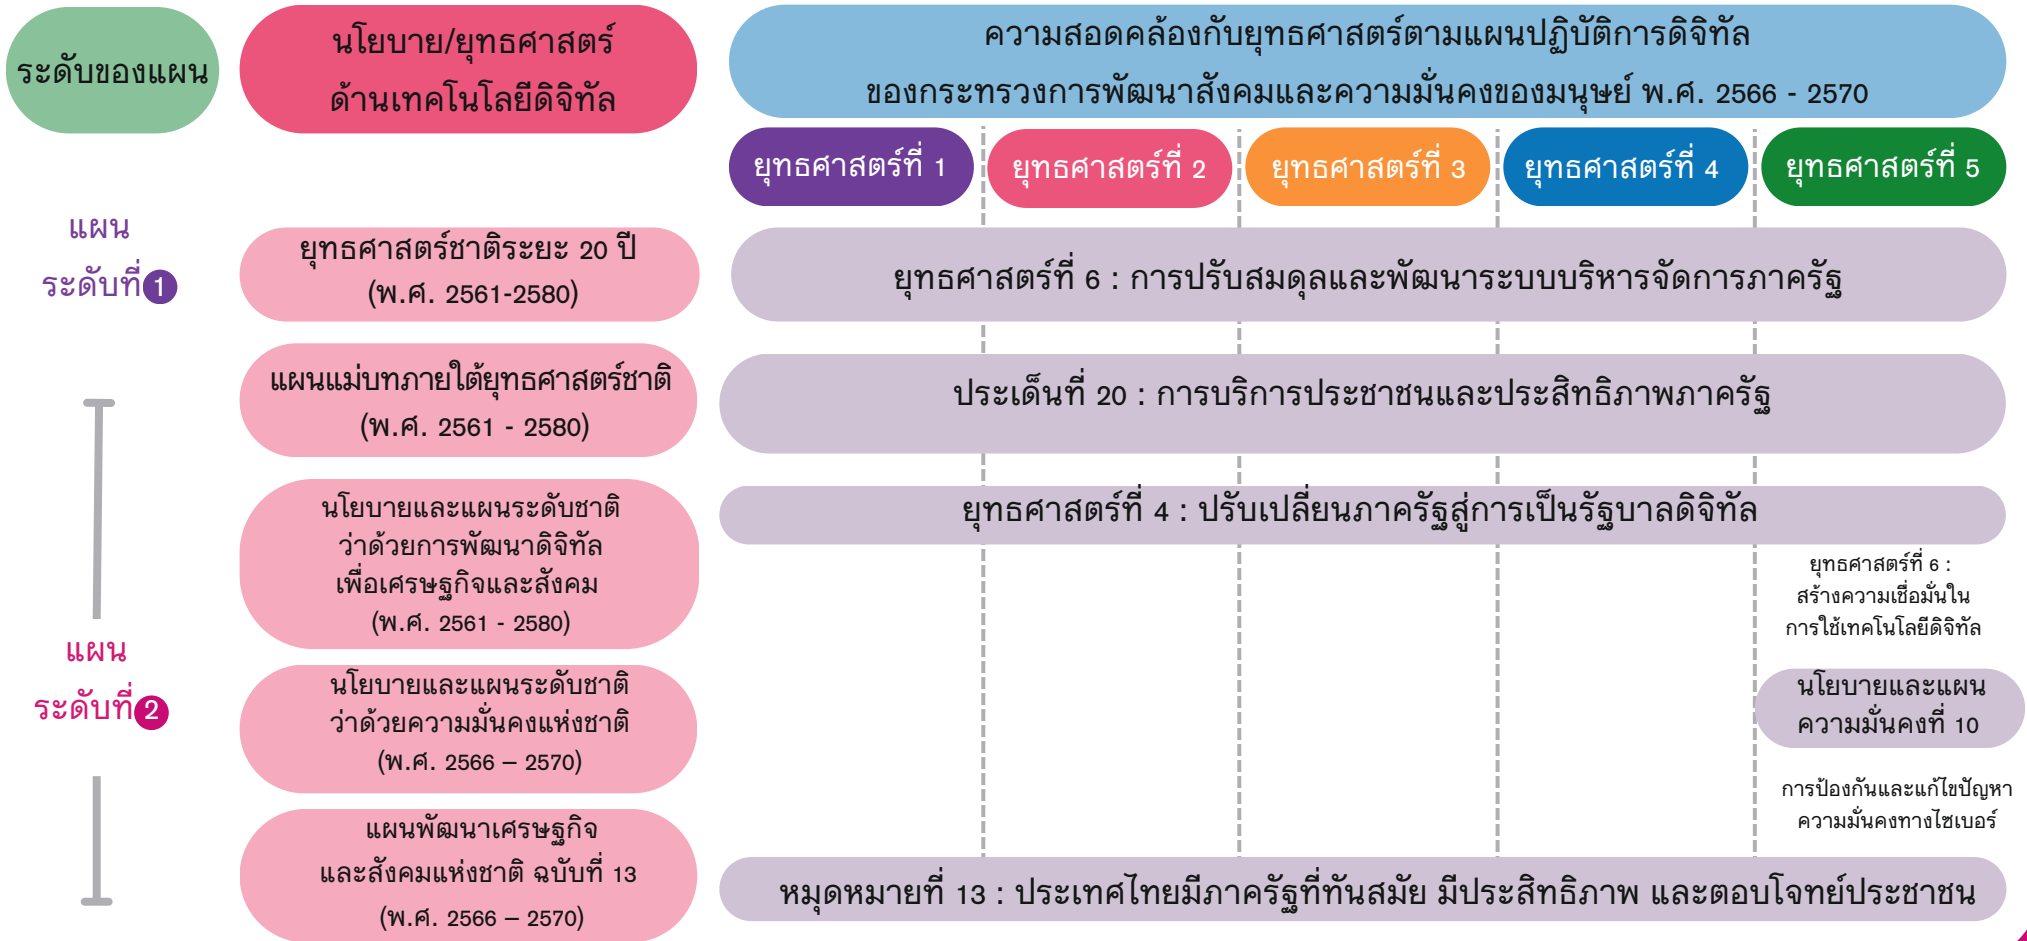 ระดับของแผน
นโยบาย/ยุทธศาสตร์
ด้านเทคโนโลยีดิจิทัล
ความสอดคล้องกับยุทธศาสตร์ตามแผนปฏิบัติการดิจิทัล
ของกระทรวงการพัฒนาสังคมและความมั่นคงของมนุษย์ พ.ศ. 2566 - 2570
ยุทธศาสตร์ที่ 1
ยุทธศาสตร์ที่ 2
ยุทธศาสตร์ที่ 3
ยุทธศาสตร์ที่ 4
ยุทธศาสตร์ที่ 5
แผน
ระดับที่ 1
ยุทธศาสตร์ชาติระยะ 20 ปี
(พ.ศ. 2561-2580)
ยุทธศาสตร์ที่ 6 : การปรับสมดุลและพัฒนาระบบบริหารจัดการภาครัฐ
แผนแม่บทภายใต้ยุทธศาสตร์ชาติ
(พ.ศ. 2561 - 2580)
ประเด็นที่ 20 : การบริการประชาชนและประสิทธิภาพภาครัฐ
แผน
ระดับที่ 2
นโยบายและแผนระดับชาติ
ว่าด้วยการพัฒนาดิจิทัล
เพื่อเศรษฐกิจและสังคม
(พ.ศ. 2561 - 2580)
ยุทธศาสตร์ที่ 4 : ปรับเปลี่ยนภาครัฐสู่การเป็นรัฐบาลดิจิทัล
ยุทธศาสตร์ที่ 6 :
สร้างความเชื่อมั่นใน
การใช้เทคโนโลยีดิจิทัล
นโยบายและแผนระดับชาติ
ว่าด้วยความมั่นคงแห่งชาติ
(พ.ศ. 2566 – 2570)
นโยบายและแผน
ความมั่นคงที่ 10
การป้องกันและแก้ไขปัญหา
ความมั่นคงทางไซเบอร์
แผนพัฒนาเศรษฐกิจ
และสังคมแห่งชาติ ฉบับที่ 13
(พ.ศ. 2566 – 2570)
หมุดหมายที่ 13 : ประเทศไทยมีภาครัฐที่ทันสมัย มีประสิทธิภาพ และตอบโจทย์ประชาชน